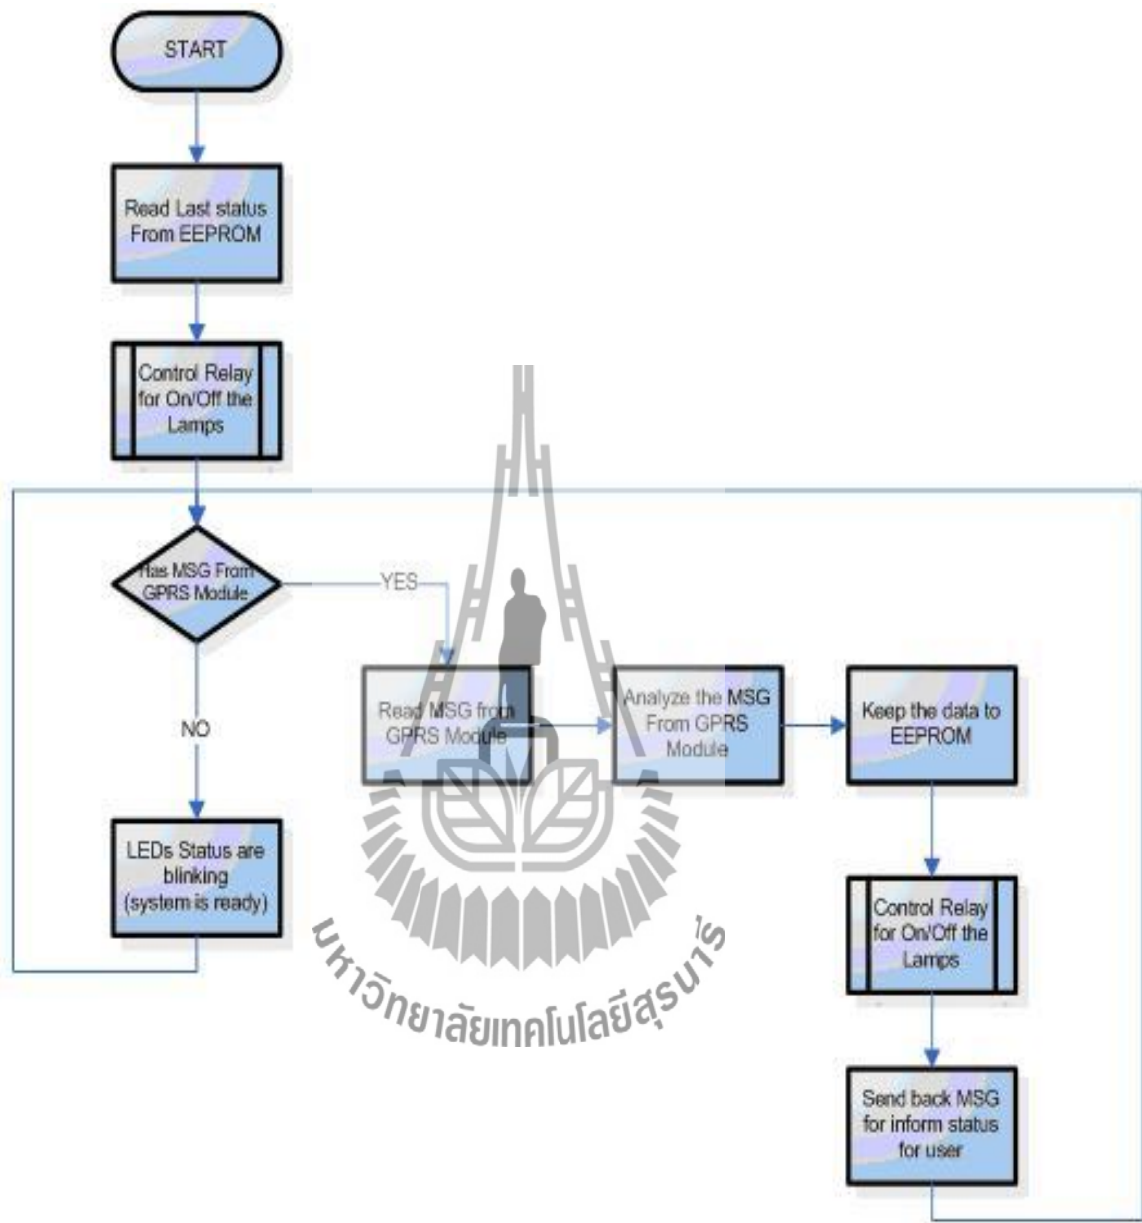 START
Read Last status
From EEPROM
Control Relay
for On/Off the
Lamps
Has MSG From
GPRS Module
YES
NO
Read MSG from
GPRS Module
Analyze the MSG
From GPRS
Module
Keep the data to
EEPROM
LEDs Status are
blinking
(system is ready)
Control Relay
for On/Off the
Lamps
Send back MSG
for inform status
for user
มหาวิทยาลัยเทคโนโลยีสุรนารี